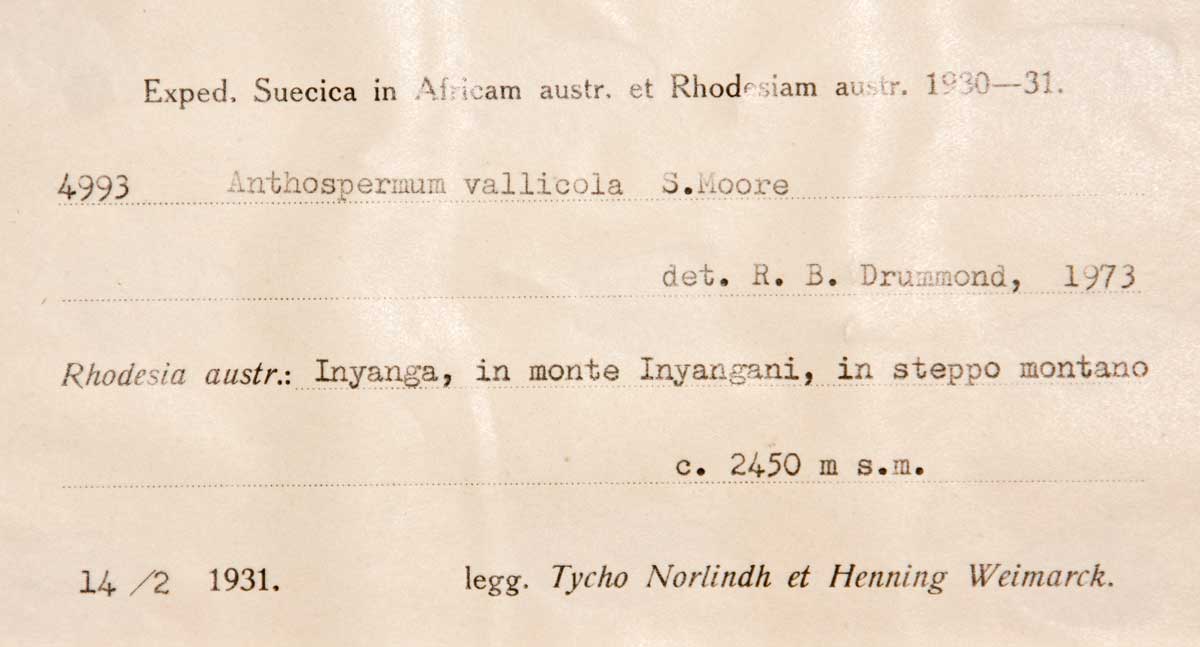 Exped. Suecica in Africam austr. et Rhodesiam austr. 1930—31.
4993 Anthospermum vallicola S.Moore
det. R. B. Drummond, 1973
Rhodesia austr.: Inyanga, in monte Inyangani, in steppo montano
c. 2450 m s.m.
14 /2 1931. legg. Tycho Norlindh et Henning Weimarck.